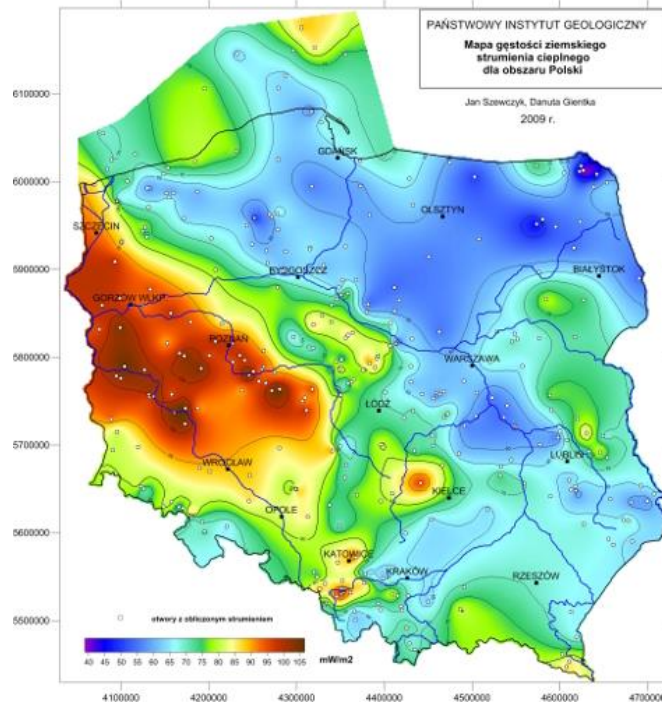 PAŃSTWOWY INSTYTUT GEOLOGICZNY
Mapa gęstości ziemskiego
strumienia cieplnego
dla obszaru Polski
Jan Szewczyk, Danuta Gientka
2009 r.
6100000
GDAŃSK
6000000
OLSZTYN
SZCZECIN
5900000
BYDGOSZCZ
BIAŁYSTOK
GORZÓW WLKP
POZNAŃ
5800000
WARSZAWA
ŁÓDŹ
5700000
LUBLIN
WROCŁAW
KIELCE
5600000
OPOLE
KATOWICE
KRAKÓW
RZESZÓW
5500000
otwory z obliczonym strumieniem
40 45 50 55 60 65 70 75 80 85 90 95 100 105
mW/m2
4100000 4200000 4300000 4400000 4500000 4600000 4700000